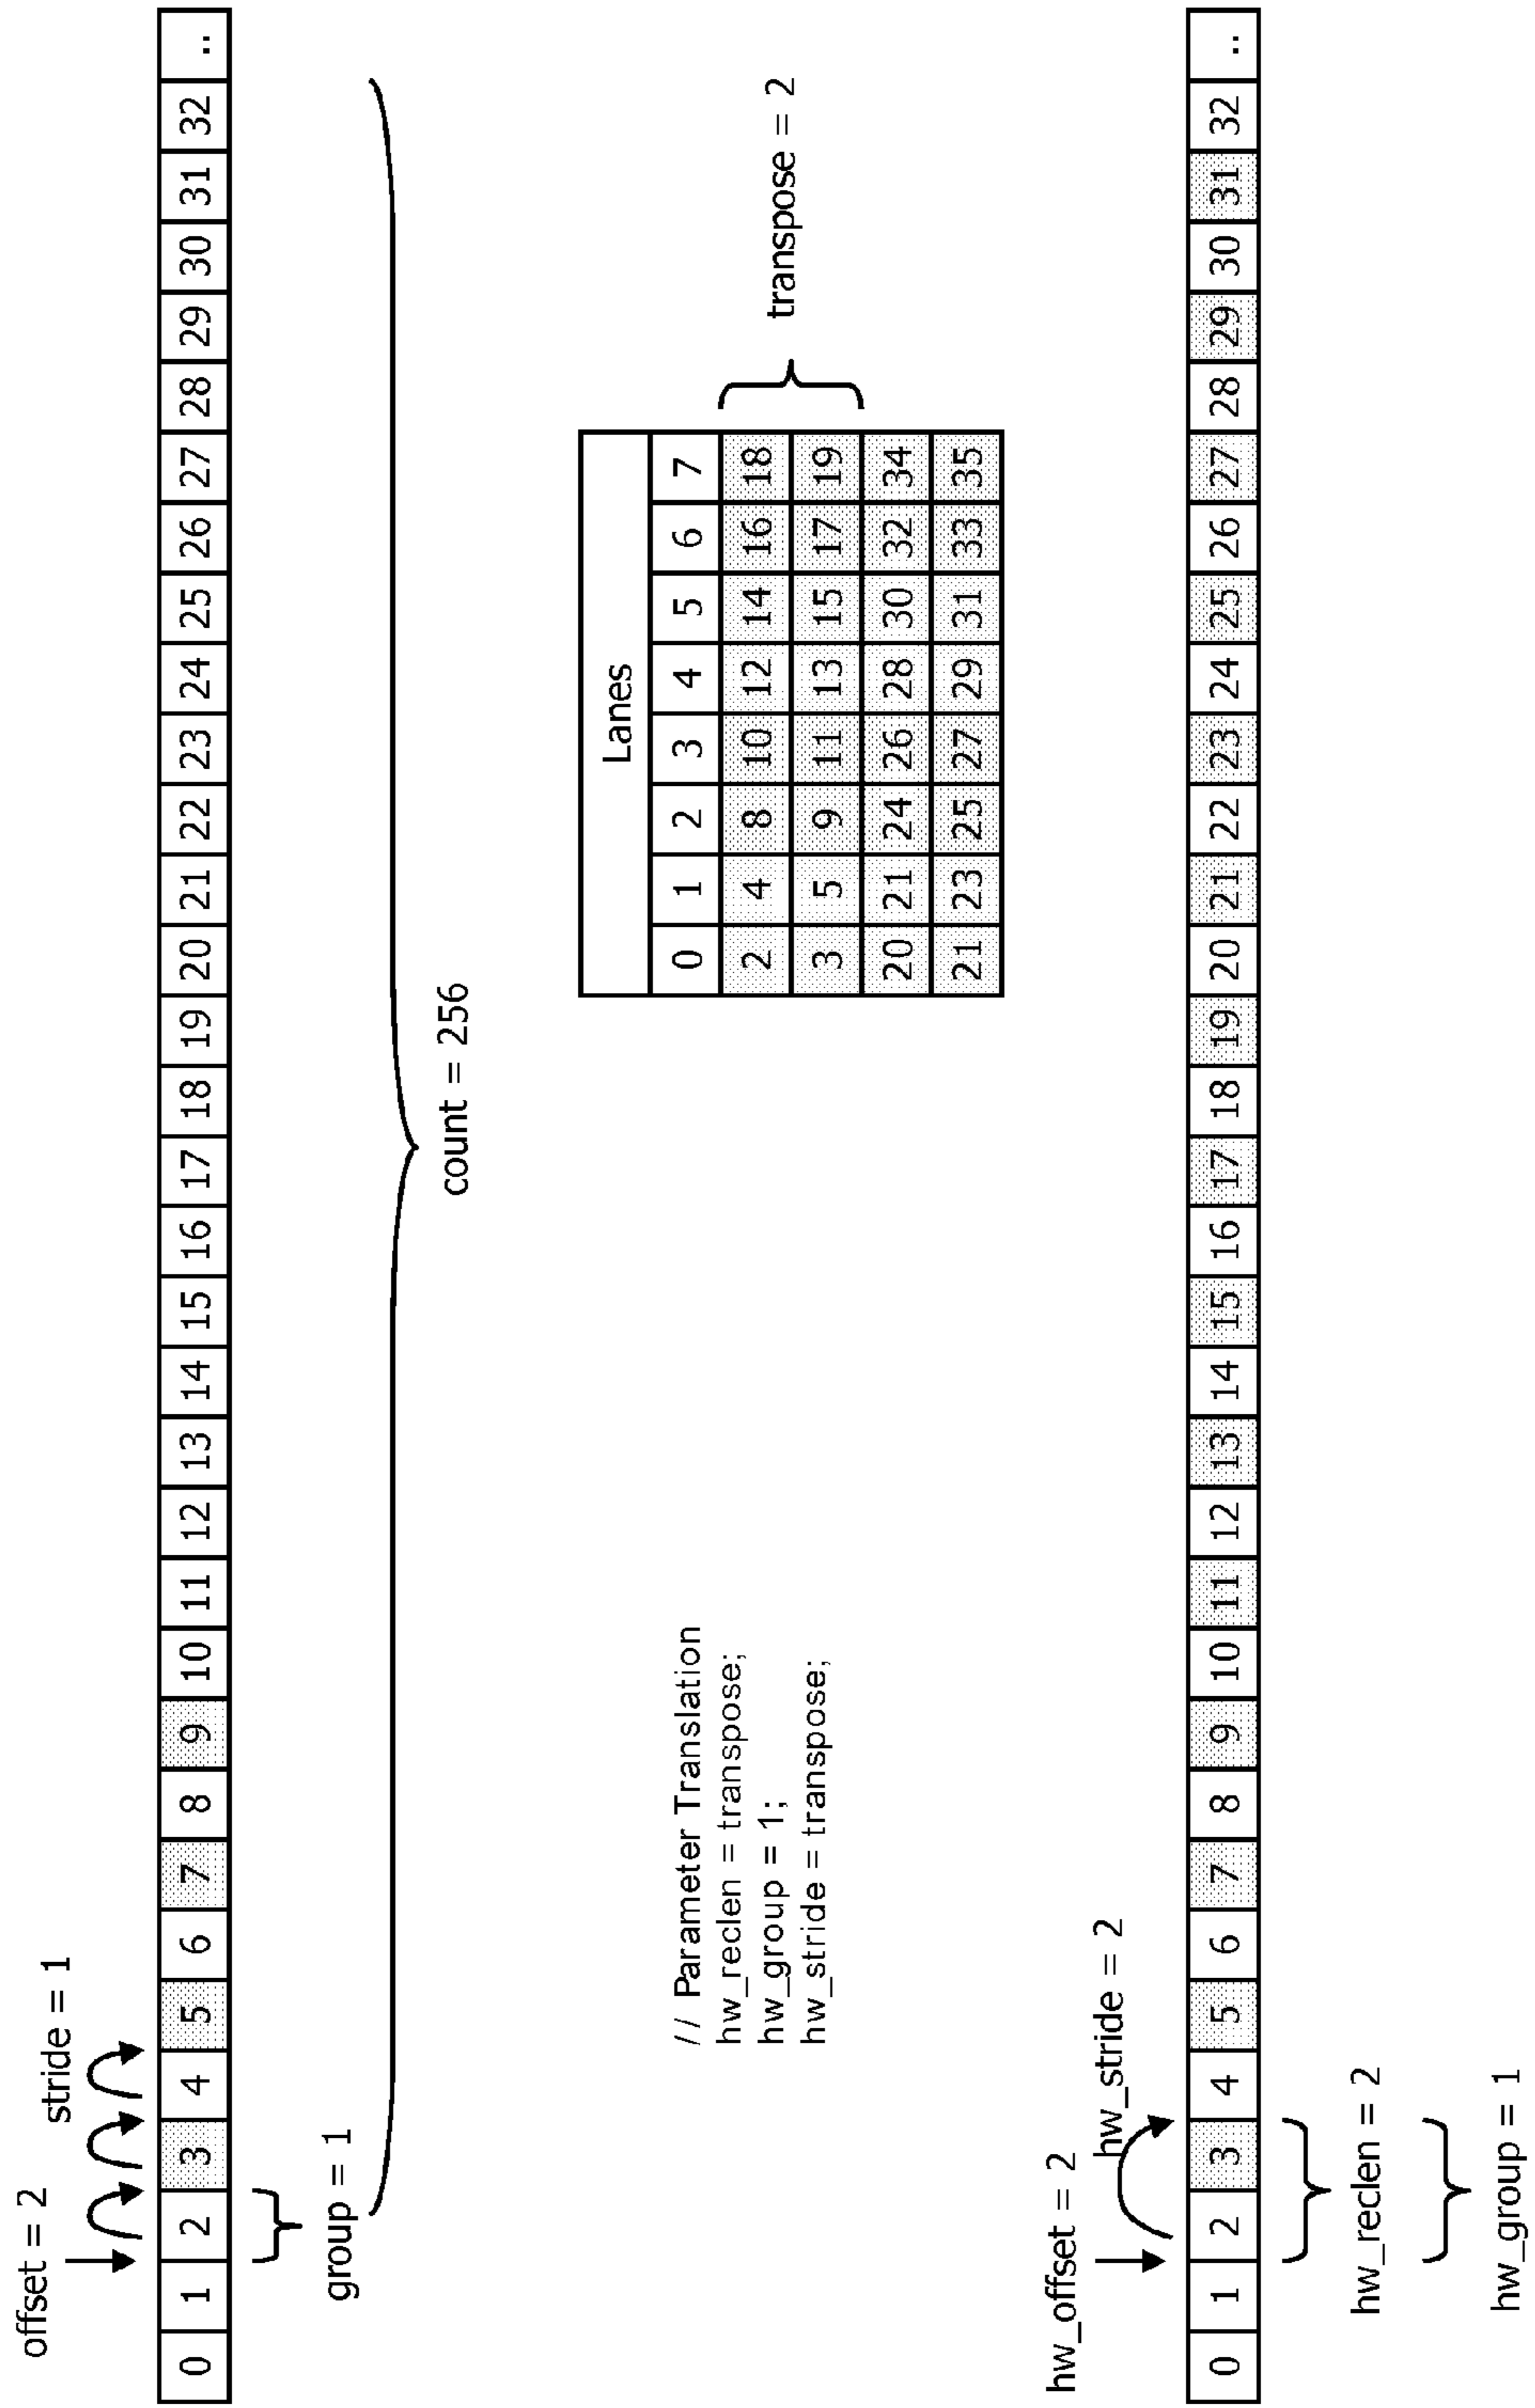 offset = 2
stride = 1
0 1 2 3 4 5 6 7 8 9 10 11 12 13 14 15 16 17 18 19 20 21 22 23 24 25 26 27 28 29 30 31 32 ..
group = 1
count = 256
// Parameter Translation
hw_reclen = transpose;
hw_group = 1;
hw_stride = transpose;
Lanes
0 1 2 3 4 5 6 7
2 4 8 10 12 14 16 18
3 5 9 11 13 15 17 19
20 21 24 26 28 30 32 34
21 23 25 27 29 31 33 35
transpose = 2
hw_offset = 2
hw_stride = 2
0 1 2 3 4 5 6 7 8 9 10 11 12 13 14 15 16 17 18 19 20 21 22 23 24 25 26 27 28 29 30 31 32 ..
hw_reclen = 2
hw_group = 1